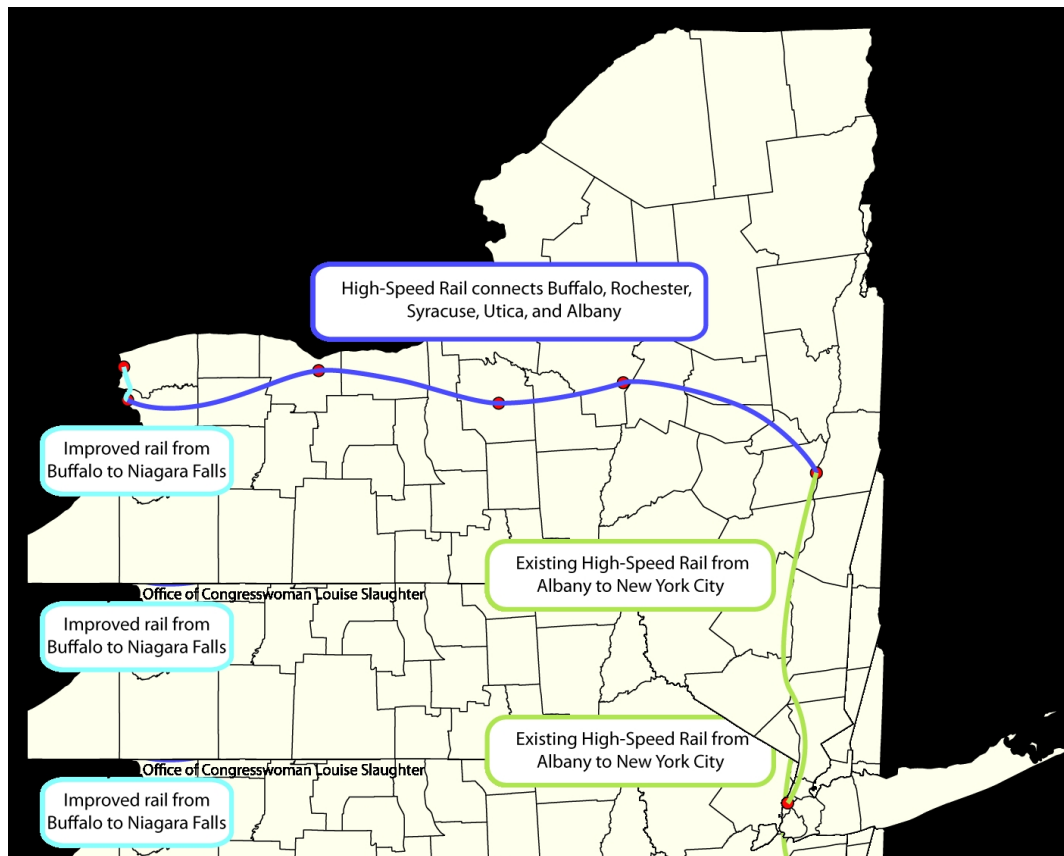 High-Speed Rail connects Buffalo, Rochester,
Syracuse, Utica, and Albany
Improved rail from
Buffalo to Niagara Falls
Existing High-Speed Rail from
Albany to New York City
Office of Congresswoman Louise Slaughter
Improved rail from
Buffalo to Niagara Falls
Existing High-Speed Rail from
Albany to New York City
Office of Congresswoman Louise Slaughter
Improved rail from
Buffalo to Niagara Falls